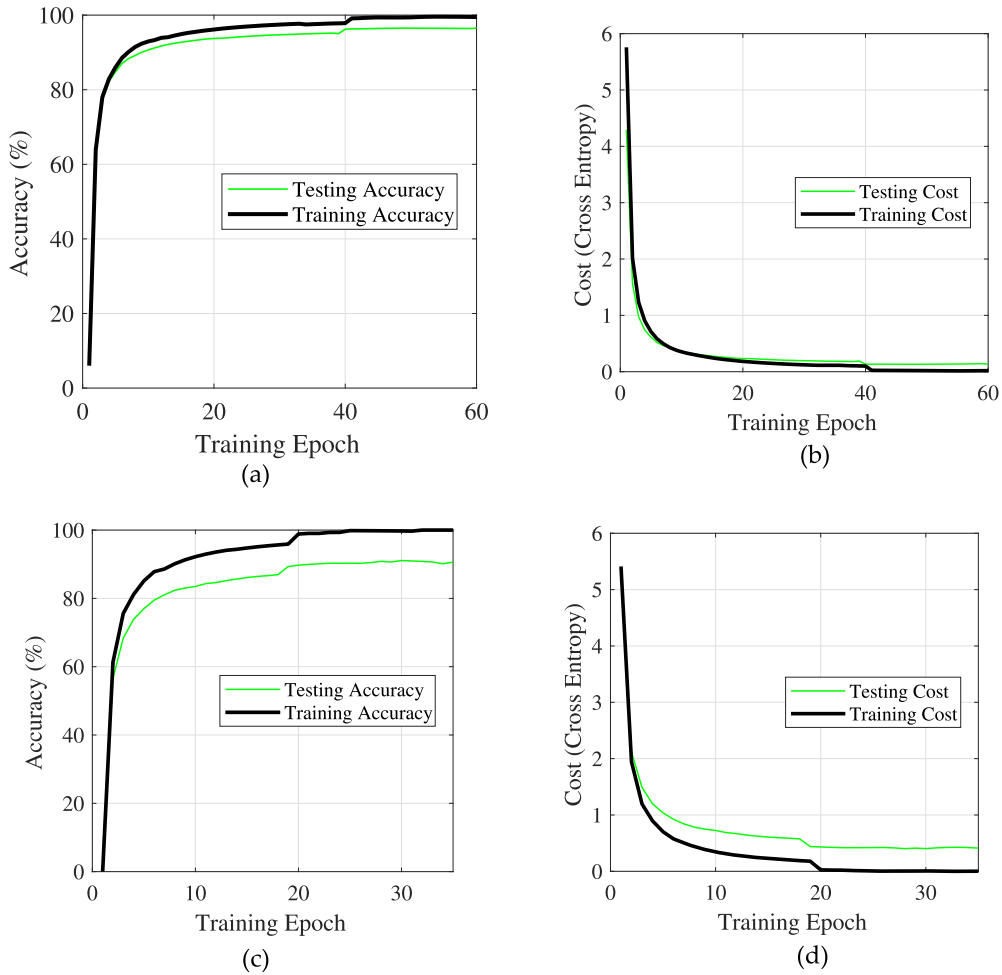 100
80
60
40
20
0
Accuracy (%)
Testing Accuracy
Training Accuracy
0 20 40 60
Training Epoch
(a)
6
5
4
3
2
1
0
Cost (Cross Entropy)
Testing Cost
Training Cost
0 20 40 60
Training Epoch
(b)
100
80
60
40
20
0
Accuracy (%)
Testing Accuracy
Training Accuracy
0 10 20 30
Training Epoch
(c)
6
5
4
3
2
1
0
Cost (Cross Entropy)
Testing Cost
Training Cost
0 10 20 30
Training Epoch
(d)